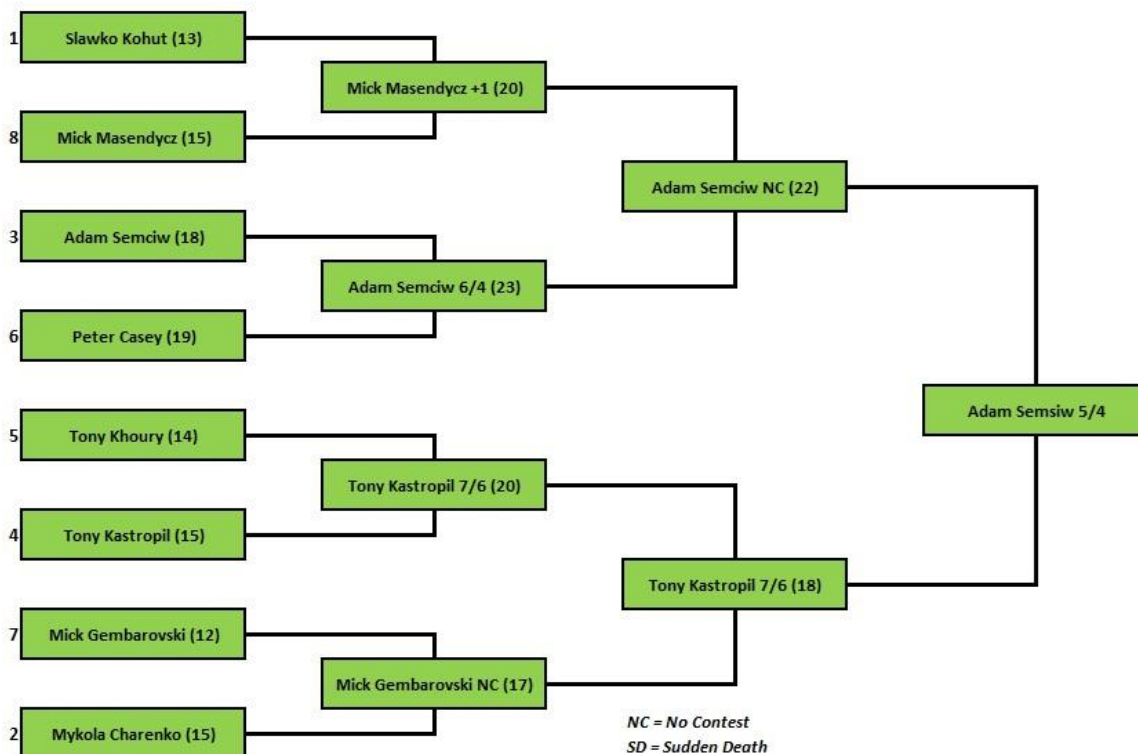 1 Slawko Kohut (13)
Mick Masendycz +1 (20)
8 Mick Masendycz (15)
Adam Semciw NC (22)
3 Adam Semciw (18)
Adam Semciw 6/4 (23)
6 Peter Casey (19)
Adam Semsiw 5/4
5 Tony Khoury (14)
Tony Kastropil 7/6 (20)
4 Tony Kastropil (15)
Tony Kastropil 7/6 (18)
7 Mick Gembarovski (12)
Mick Gembarovski NC (17)
2 Mykola Charenko (15)
NC = No Contest
SD = Sudden Death